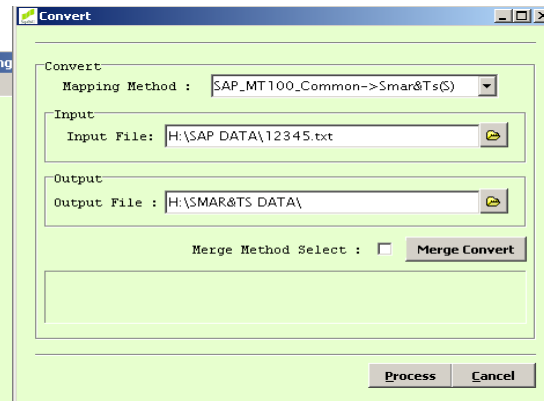 Convert
ng
Convert
Mapping Method : SAP_MT100_Common->Smar&Ts(S)
Input
Input File: H:\SAP DATA\12345.txt
Output
Output File : H:\SMAR&TS DATA\
Merge Method Select : Merge Convert
Process Cancel